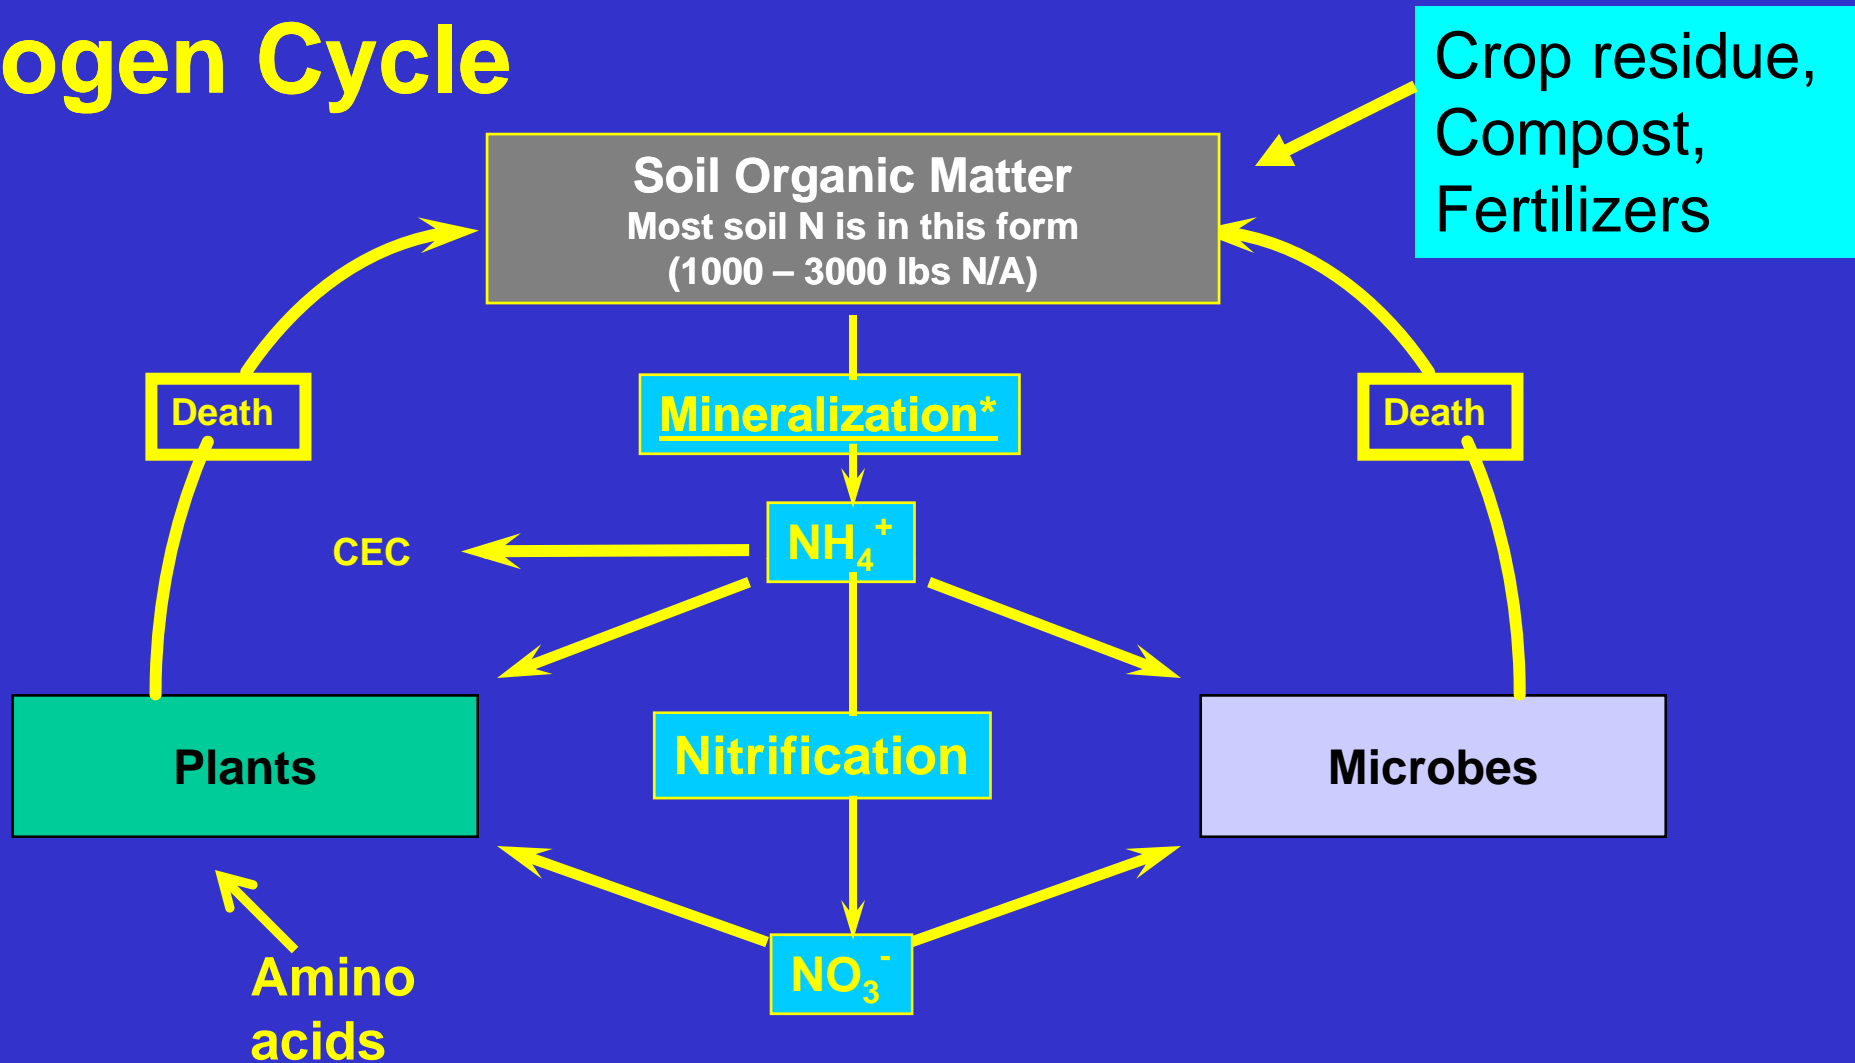 ogen Cycle
Crop residue,
Compost,
Fertilizers
Soil Organic Matter
Most soil N is in this form
(1000 – 3000 lbs N/A)
Death
Mineralization*
Death
CEC
NH₄⁺
Plants
Nitrification
Microbes
Amino
acids
NO₃⁻